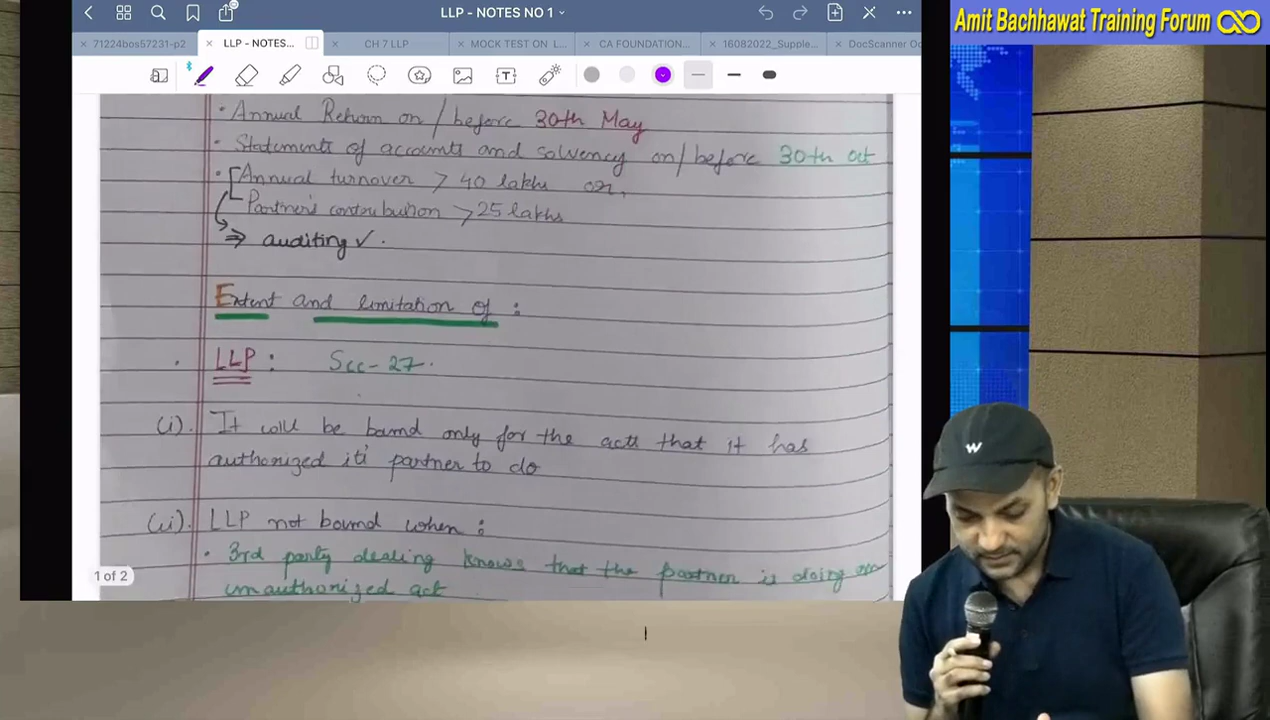 LLP - NOTES NO 1
Amit Bachhawat Training Forum
71224bos57231-p2
LLP - NOTES...
CH 7 LLP
MOCK TEST ON L...
CA FOUNDATION...
16082022_Supple...
DocScanner Oc
T
• Annual Return on / before 30th May
• Statements of accounts and solvency on / before 30th Oct
• Annual turnover > 40 lakhs or,
Partner's contribution > 25 lakhs
⇒ auditing ✓ .
Extent and limitation of :
LLP : Sec - 27.
(i). It will be bound only for the acts that it has
authorized it's partner to do
(ii). LLP not bound when :
• 3rd party dealing knows that the partner is doing an
unauthorized act
1 of 2
W